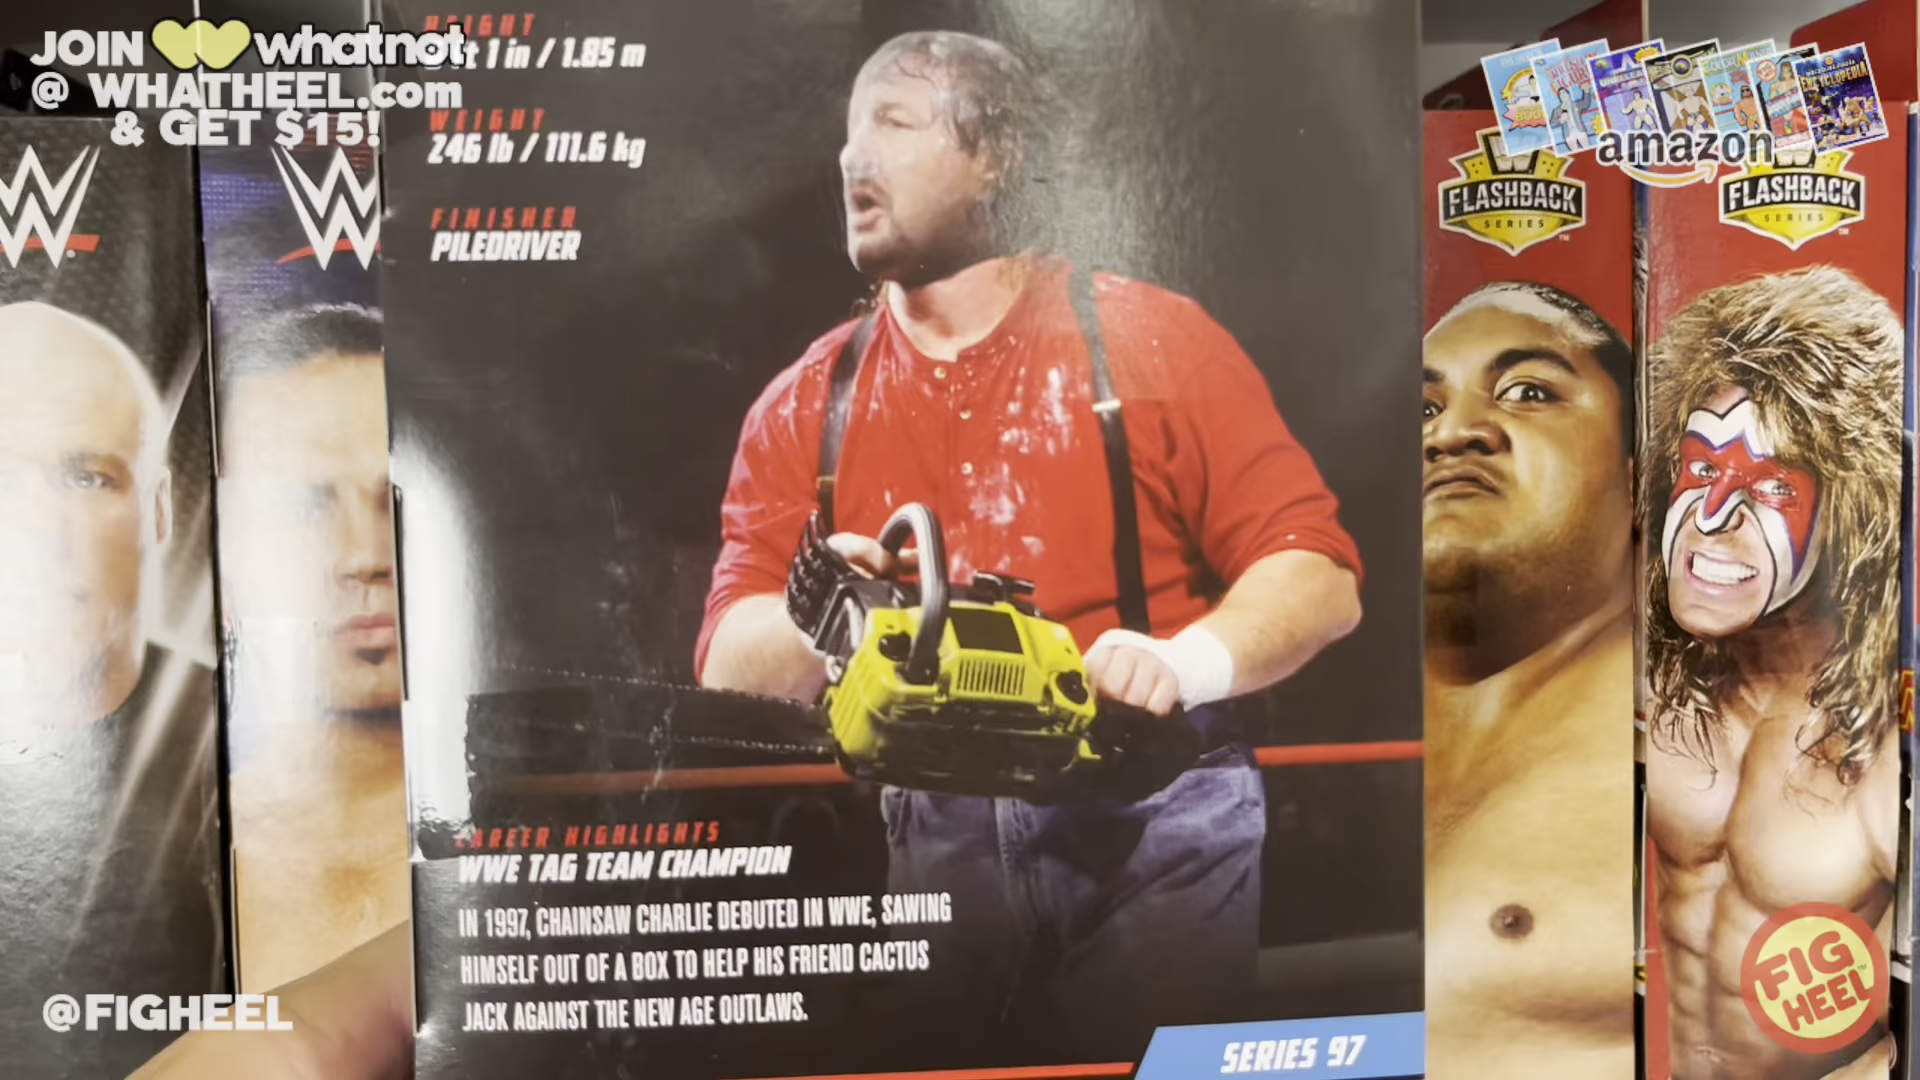 JOIN whatnot
@ WHATHEEL.com
& GET $15!
HEIGHT
1 in / 1.85 m
WEIGHT
246 lb / 111.6 kg
FINISHER
PILEDRIVER
CAREER HIGHLIGHTS
WWE TAG TEAM CHAMPION
IN 1997, CHAINSAW CHARLIE DEBUTED IN WWE, SAWING
HIMSELF OUT OF A BOX TO HELP HIS FRIEND CACTUS
JACK AGAINST THE NEW AGE OUTLAWS.
SERIES 97
W
W
FLASHBACK
SERIES
FLASHBACK
SERIES
ENCYCLOPEDIA
amazon
@FIGHEEL
FIG
HEEL